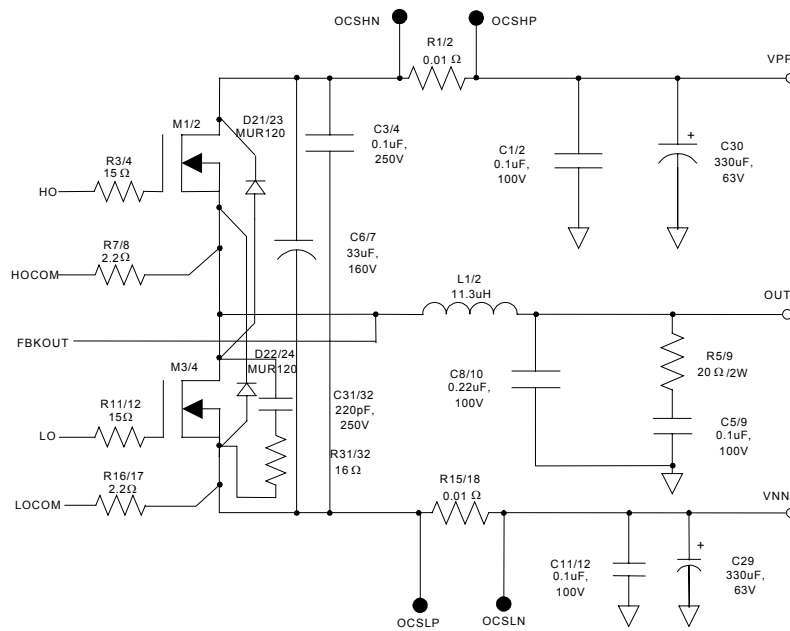 OCSHN
OCSHP
R1/2
0.01 Ω
VPP
M1/2
D21/23
MUR120
C3/4
0.1uF,
250V
C1/2
0.1uF,
100V
+
C30
330uF,
63V
R3/4
15Ω
HO
R7/8
2.2Ω
HOCOM
C6/7
33uF,
160V
L1/2
11.3uH
OUT
FBKOUT
D22/24
MUR120
M3/4
R11/12
15Ω
LO
C31/32
220pF,
250V
R31/32
16Ω
C8/10
0.22uF,
100V
R5/9
20Ω/2W
C5/9
0.1uF,
100V
R16/17
2.2Ω
LOCOM
R15/18
0.01 Ω
VNN
C11/12
0.1uF,
100V
+
C29
330uF,
63V
OCSLP
OCSLN